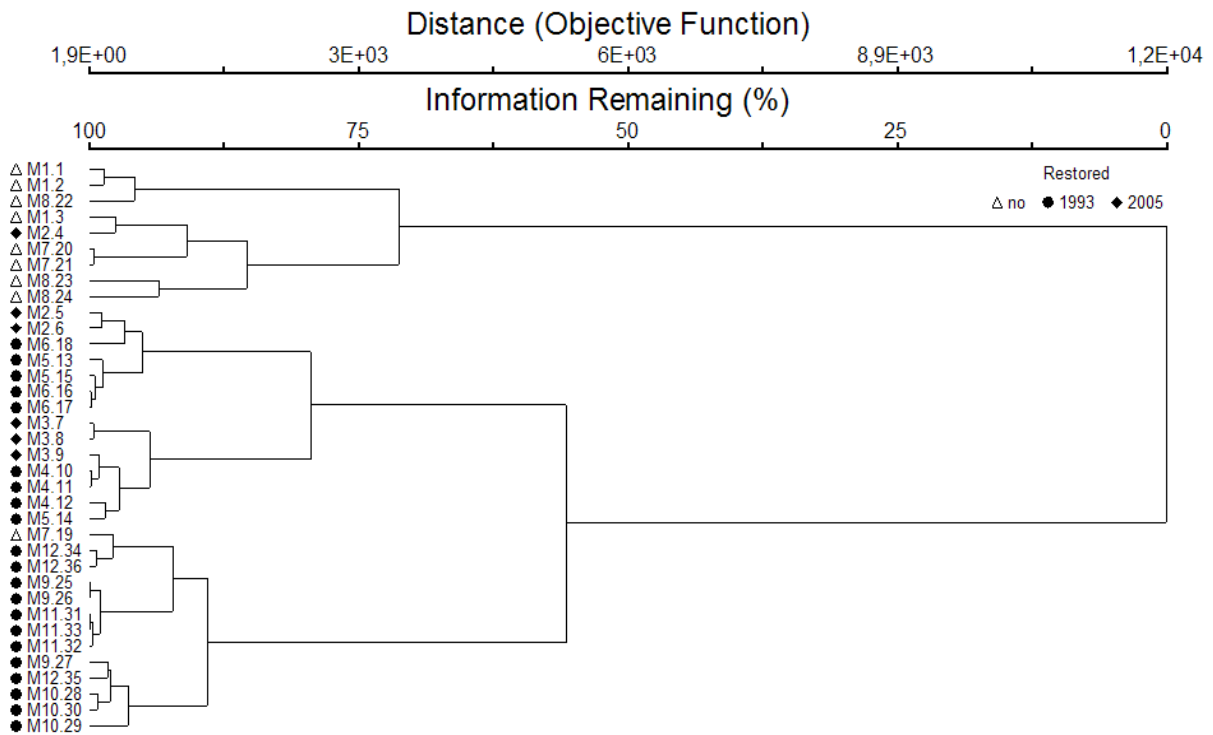 Distance (Objective Function)
1,9E+00 3E+03 6E+03 8,9E+03 1,2E+04
Information Remaining (%)
100 75 50 25 0
Restored
△ no ● 1993 ◆ 2005
△ M1.1
△ M1.2
△ M8.22
△ M1.3
◆ M2.4
△ M7.20
△ M7.21
△ M8.23
△ M8.24
◆ M2.5
◆ M2.6
● M6.18
● M5.13
● M5.15
● M6.16
● M6.17
◆ M3.7
◆ M3.8
◆ M3.9
● M4.10
● M4.11
● M4.12
● M5.14
△ M7.19
● M12.34
● M12.36
● M9.25
● M9.26
● M11.31
● M11.33
● M11.32
● M9.27
● M12.35
● M10.28
● M10.30
● M10.29